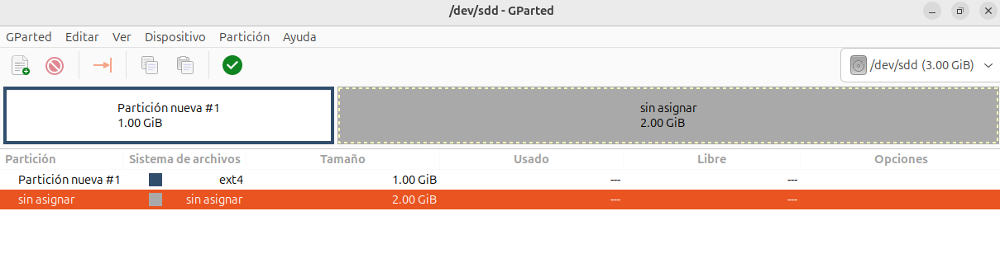 /dev/sdd - GParted
GParted Editar Ver Dispositivo Partición Ayuda
/dev/sdd (3.00 GiB)
Partición nueva #1
1.00 GiB
sin asignar
2.00 GiB
Partición Sistema de archivos Tamaño Usado Libre Opciones
Partición nueva #1 ext4 1.00 GiB --- ---
sin asignar sin asignar 2.00 GiB --- ---